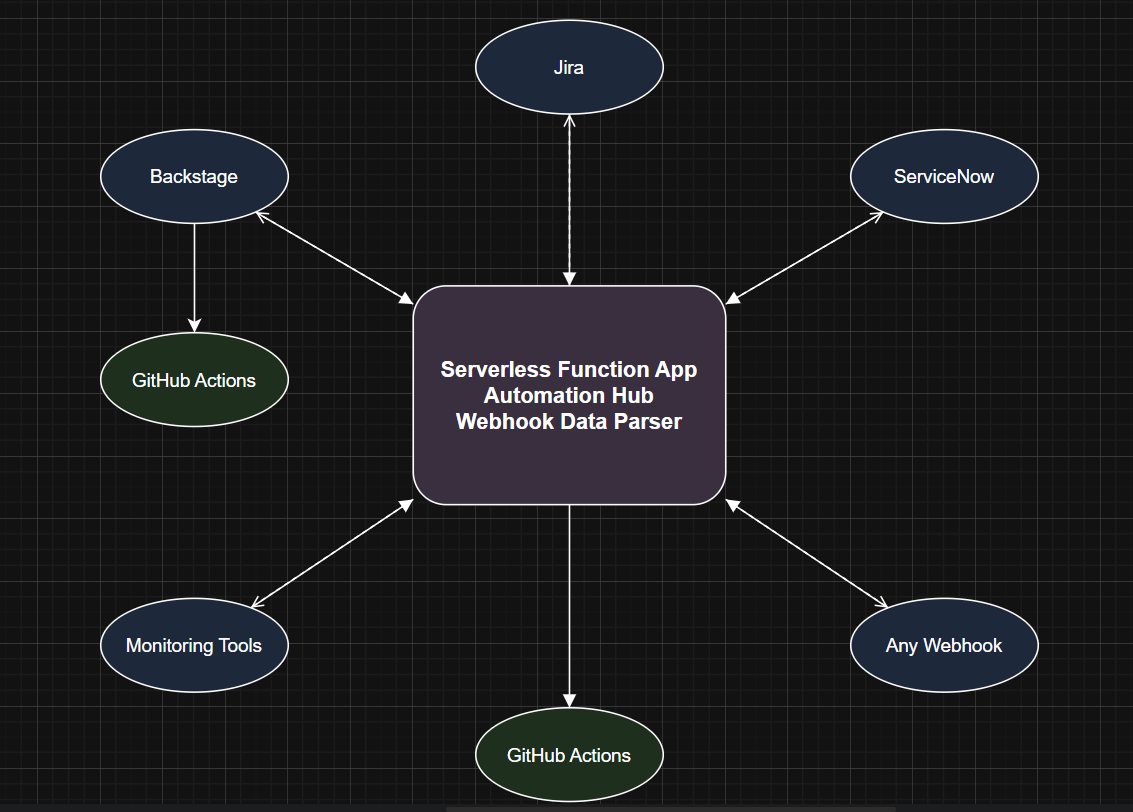 Jira
Backstage
ServiceNow
GitHub Actions
Serverless Function App
Automation Hub
Webhook Data Parser
Monitoring Tools
Any Webhook
GitHub Actions